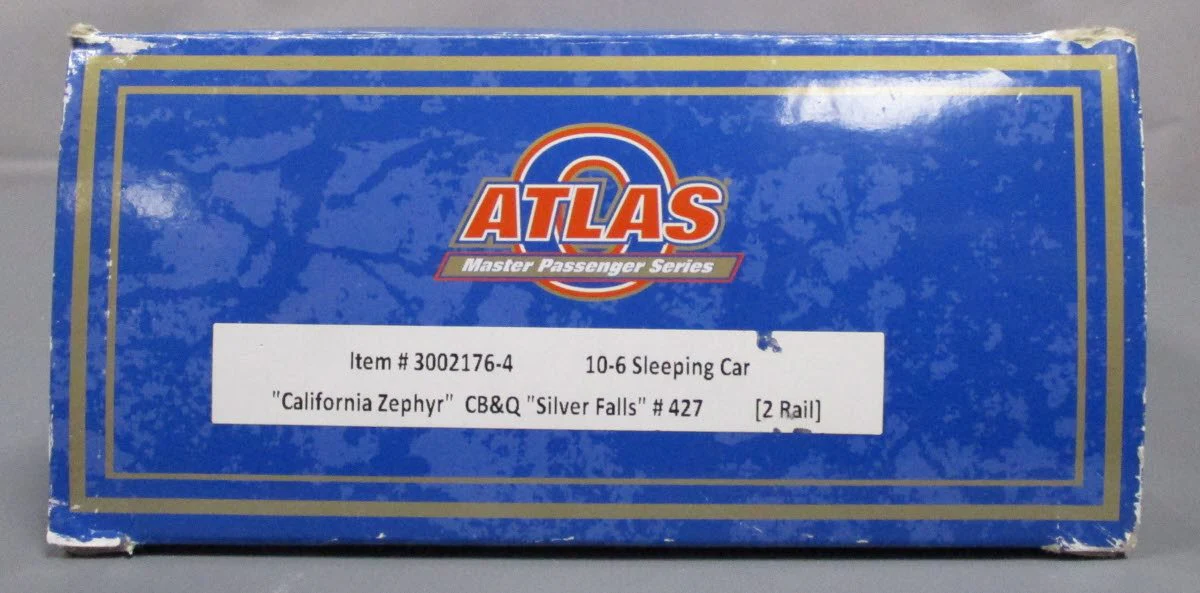 ATLAS
Master Passenger Series
Item # 3002176-4 10-6 Sleeping Car
"California Zephyr" CB&Q "Silver Falls" # 427 [2 Rail]